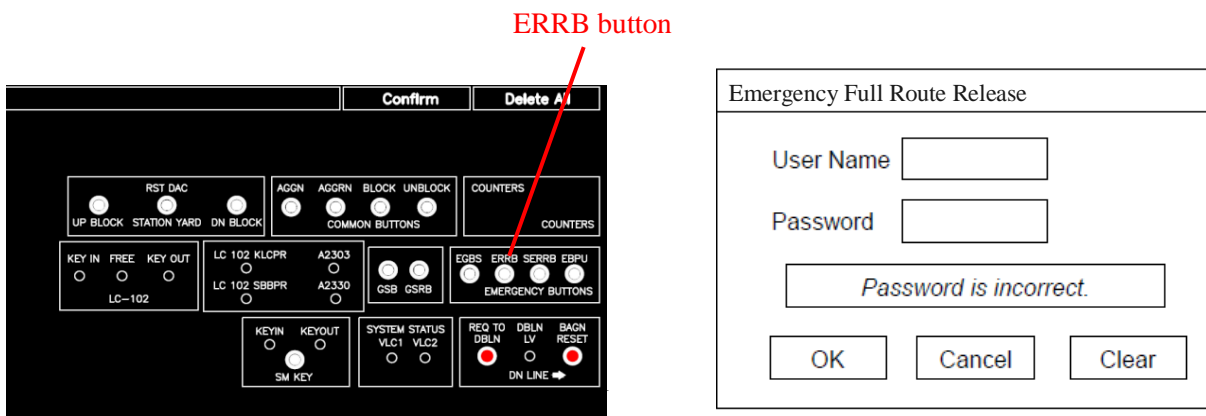 ERRB button
Confirm Delete All
RST DAC
UP BLOCK STATION YARD DN BLOCK
AGGN AGGRN BLOCK UNBLOCK
COMMON BUTTONS
COUNTERS
COUNTERS
KEY IN FREE KEY OUT
LC-102
LC 102 KLCPR A2303
LC 102 SBBPR A2330
GSB GSRB
EGBS ERRB SERRB EBPU
EMERGENCY BUTTONS
KEYIN KEYOUT
SM KEY
SYSTEM STATUS
VLC1 VLC2
REQ TO DBLN BAGN
DBLN LV RESET
DN LINE
Emergency Full Route Release
User Name
Password
Password is incorrect.
OK Cancel Clear